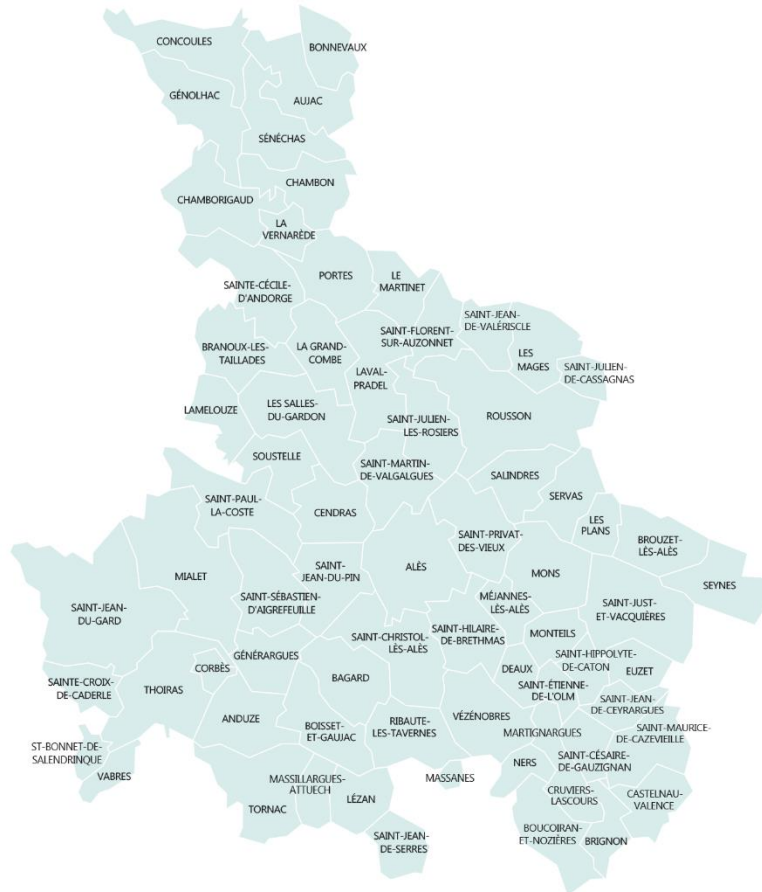 CONCOULES
BONNEVAUX
GÉNOLHAC
AUJAC
SÉNÉCHAS
CHAMBON
CHAMBORIGAUD
LA
VERNARÈDE
PORTES
LE
MARTINET
SAINTE-CÉCILE-
D'ANDORGE
SAINT-JEAN-
DE-VALÉRISCLE
SAINT-FLORENT-
SUR-AUZONNET
BRANOUX-LES-
TAILLADES
LA GRAND-
COMBE
LES
MAGES
SAINT-JULIEN-
DE-CASSAGNAS
LAVAL-
PRADEL
LAMELOUZE
LES SALLES-
DU-GARDON
SAINT-JULIEN-
LES-ROSIERS
ROUSSON
SOUSTELLE
SAINT-MARTIN-
DE-VALGALGUES
SALINDRES
SERVAS
SAINT-PAUL-
LA-COSTE
CENDRAS
LES
PLANS
SAINT-PRIVAT-
DES-VIEUX
BROUZET-
LÈS-ALÈS
MIALET
SAINT-
JEAN-DU-PIN
ALÈS
MONS
SEYNES
SAINT-JEAN-
DU-GARD
SAINT-SÉBASTIEN-
D'AIGREFEUILLE
MÉJANNES-
LÈS-ALÈS
SAINT-JUST-
ET-VACQUIÈRES
SAINT-CHRISTOL-
LÈS-ALÈS
SAINT-HILAIRE-
DE-BRETHMAS
MONTEILS
GÉNÉRARGUES
CORBÈS
SAINT-HIPPOLYTE-
DE-CATON
EUZET
SAINTE-CROIX-
DE-CADERLE
THOIRAS
BAGARD
DEAUX
SAINT-ÉTIENNE-
DE-L'OLM
SAINT-JEAN-
DE-CEYRARGUES
ANDUZE
BOISSET-
ET-GAUJAC
RIBAUTE-
LES-TAVERNES
VÉZÉNOBRES
MARTIGNARGUES
SAINT-MAURICE-
DE-CAZEVIEILLE
ST-BONNET-DE-
SALENDRINQUE
VABRES
MASSILLARGUES-
ATTUECH
MASSANES
NERS
SAINT-CÉSAIRE-
DE-GAUZIGNAN
TORNAC
LÉZAN
CRUVIERS-
LASCOURS
CASTELNAU-
VALENCE
SAINT-JEAN-
DE-SERRES
BOUCOIRAN-
ET-NOZIÈRES
BRIGNON